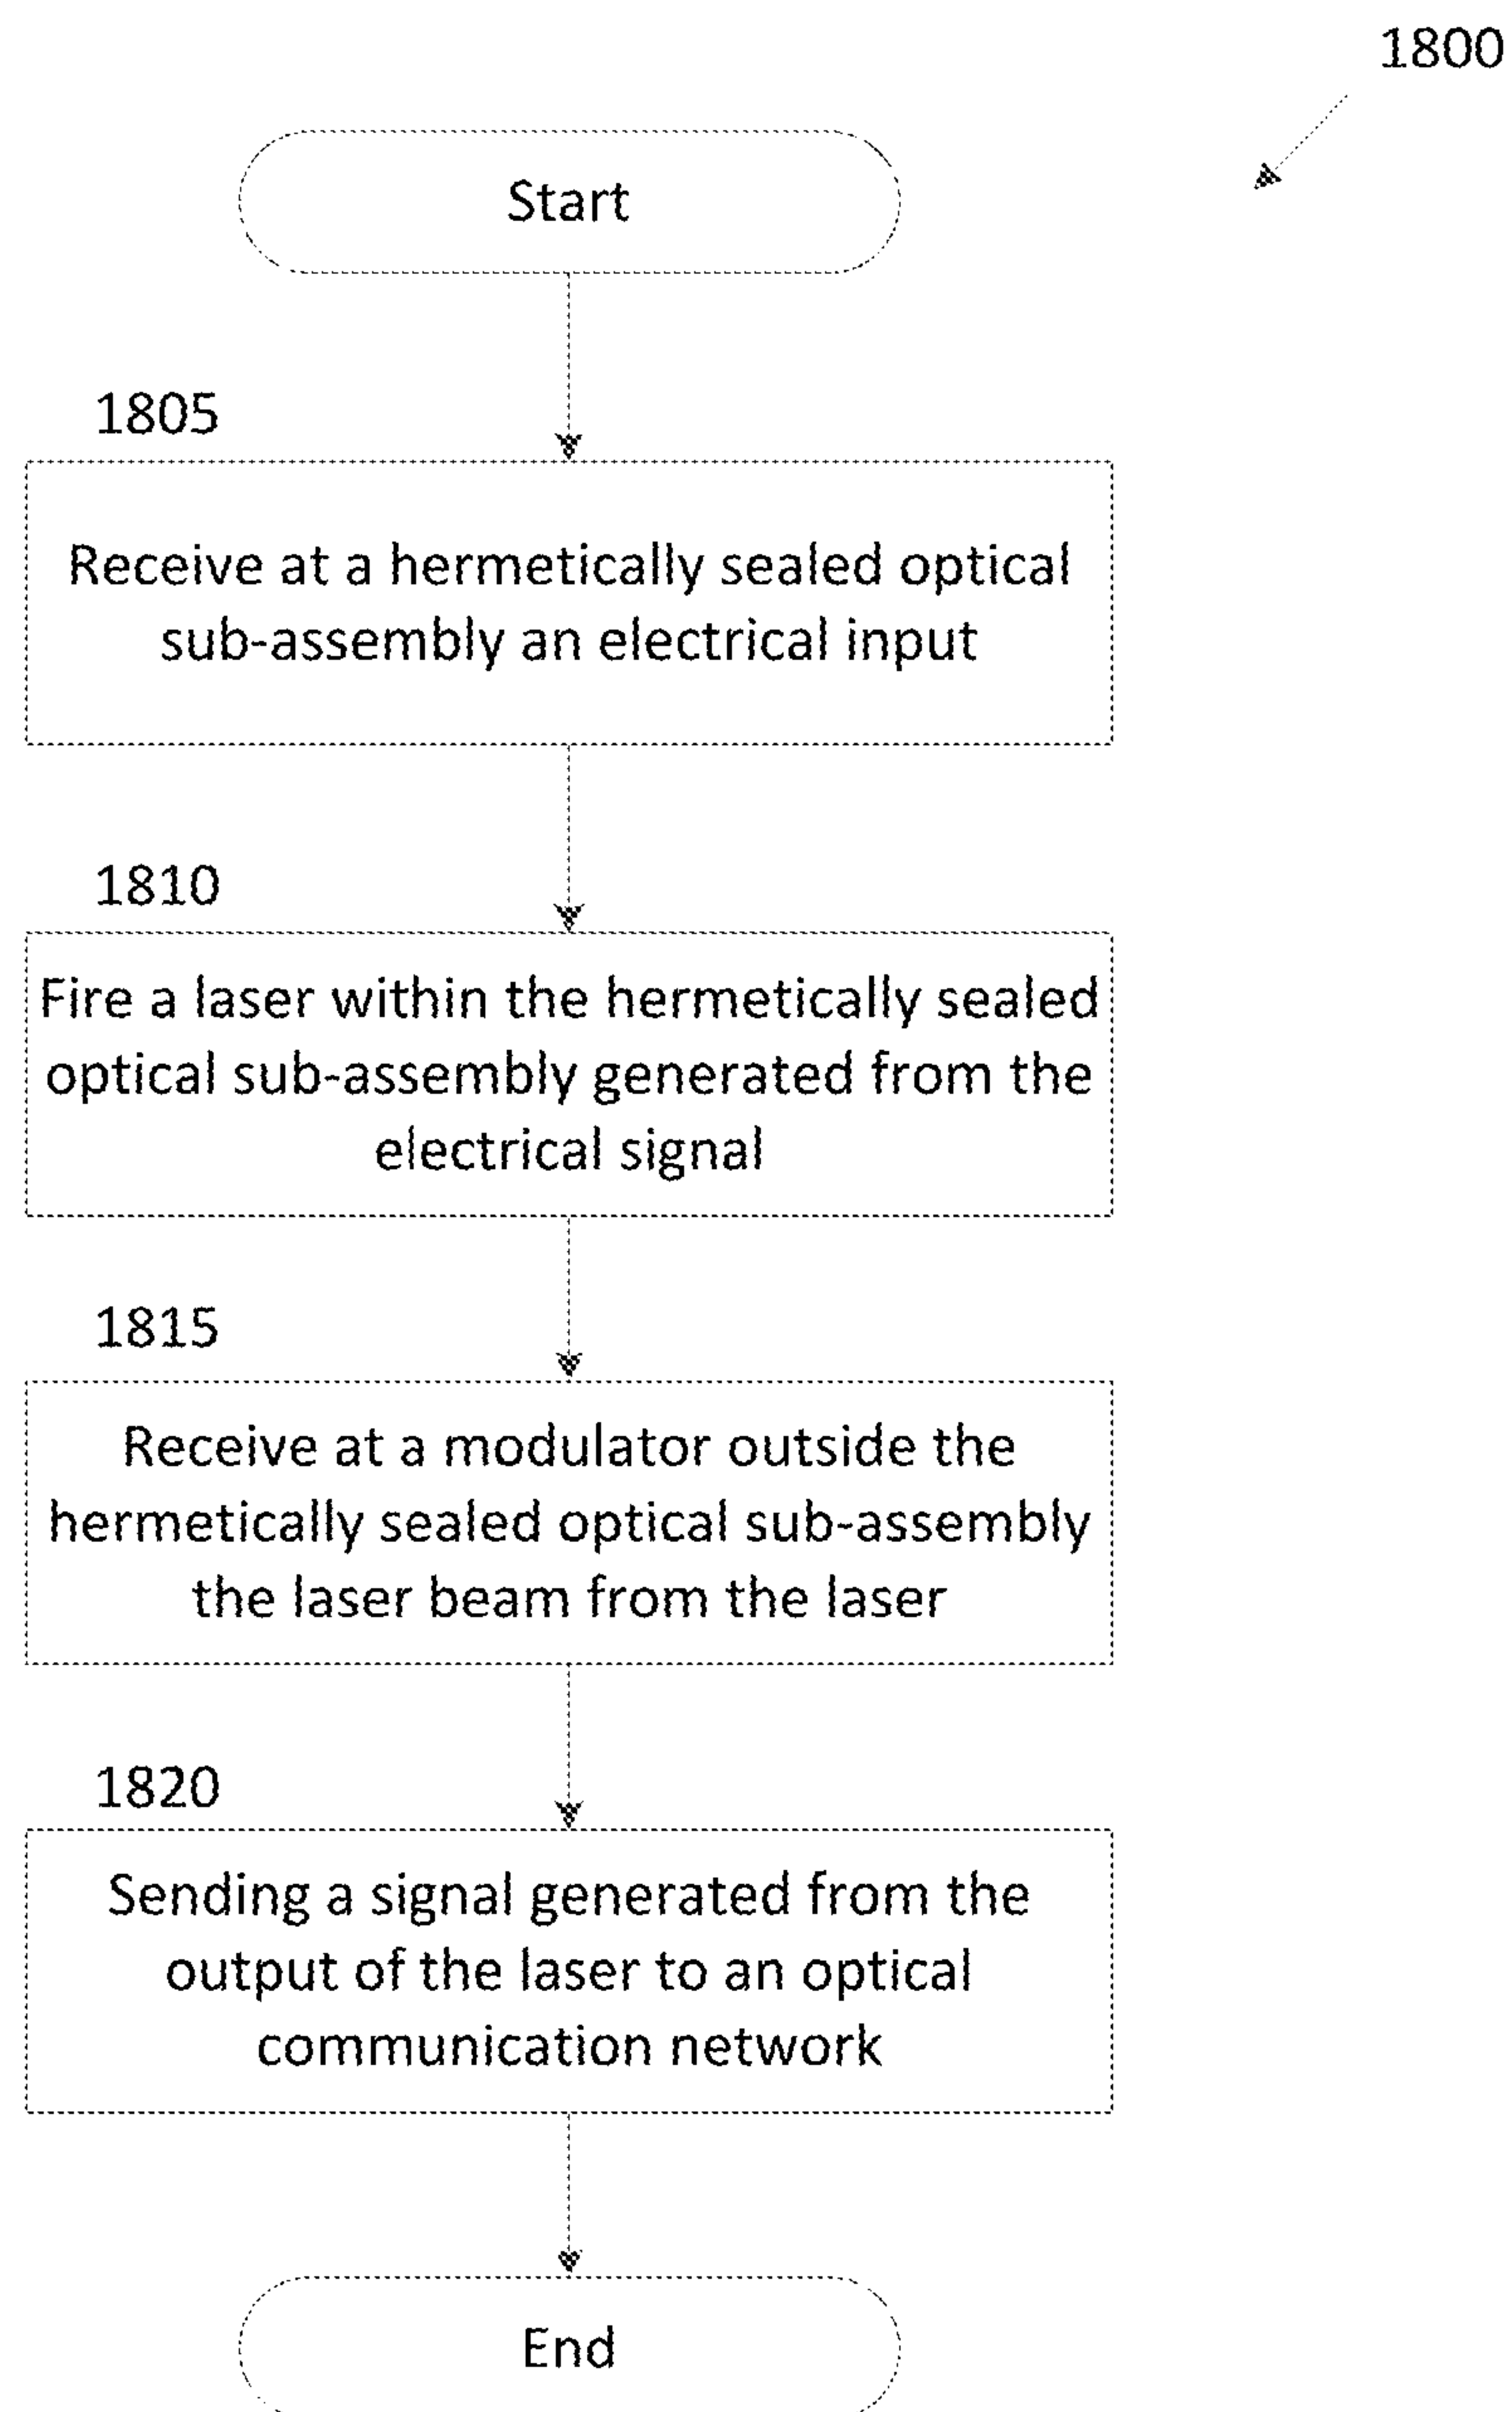 1800
Start
1805
Receive at a hermetically sealed optical
sub-assembly an electrical input
1810
Fire a laser within the hermetically sealed
optical sub-assembly generated from the
electrical signal
1815
Receive at a modulator outside the
hermetically sealed optical sub-assembly
the laser beam from the laser
1820
Sending a signal generated from the
output of the laser to an optical
communication network
End